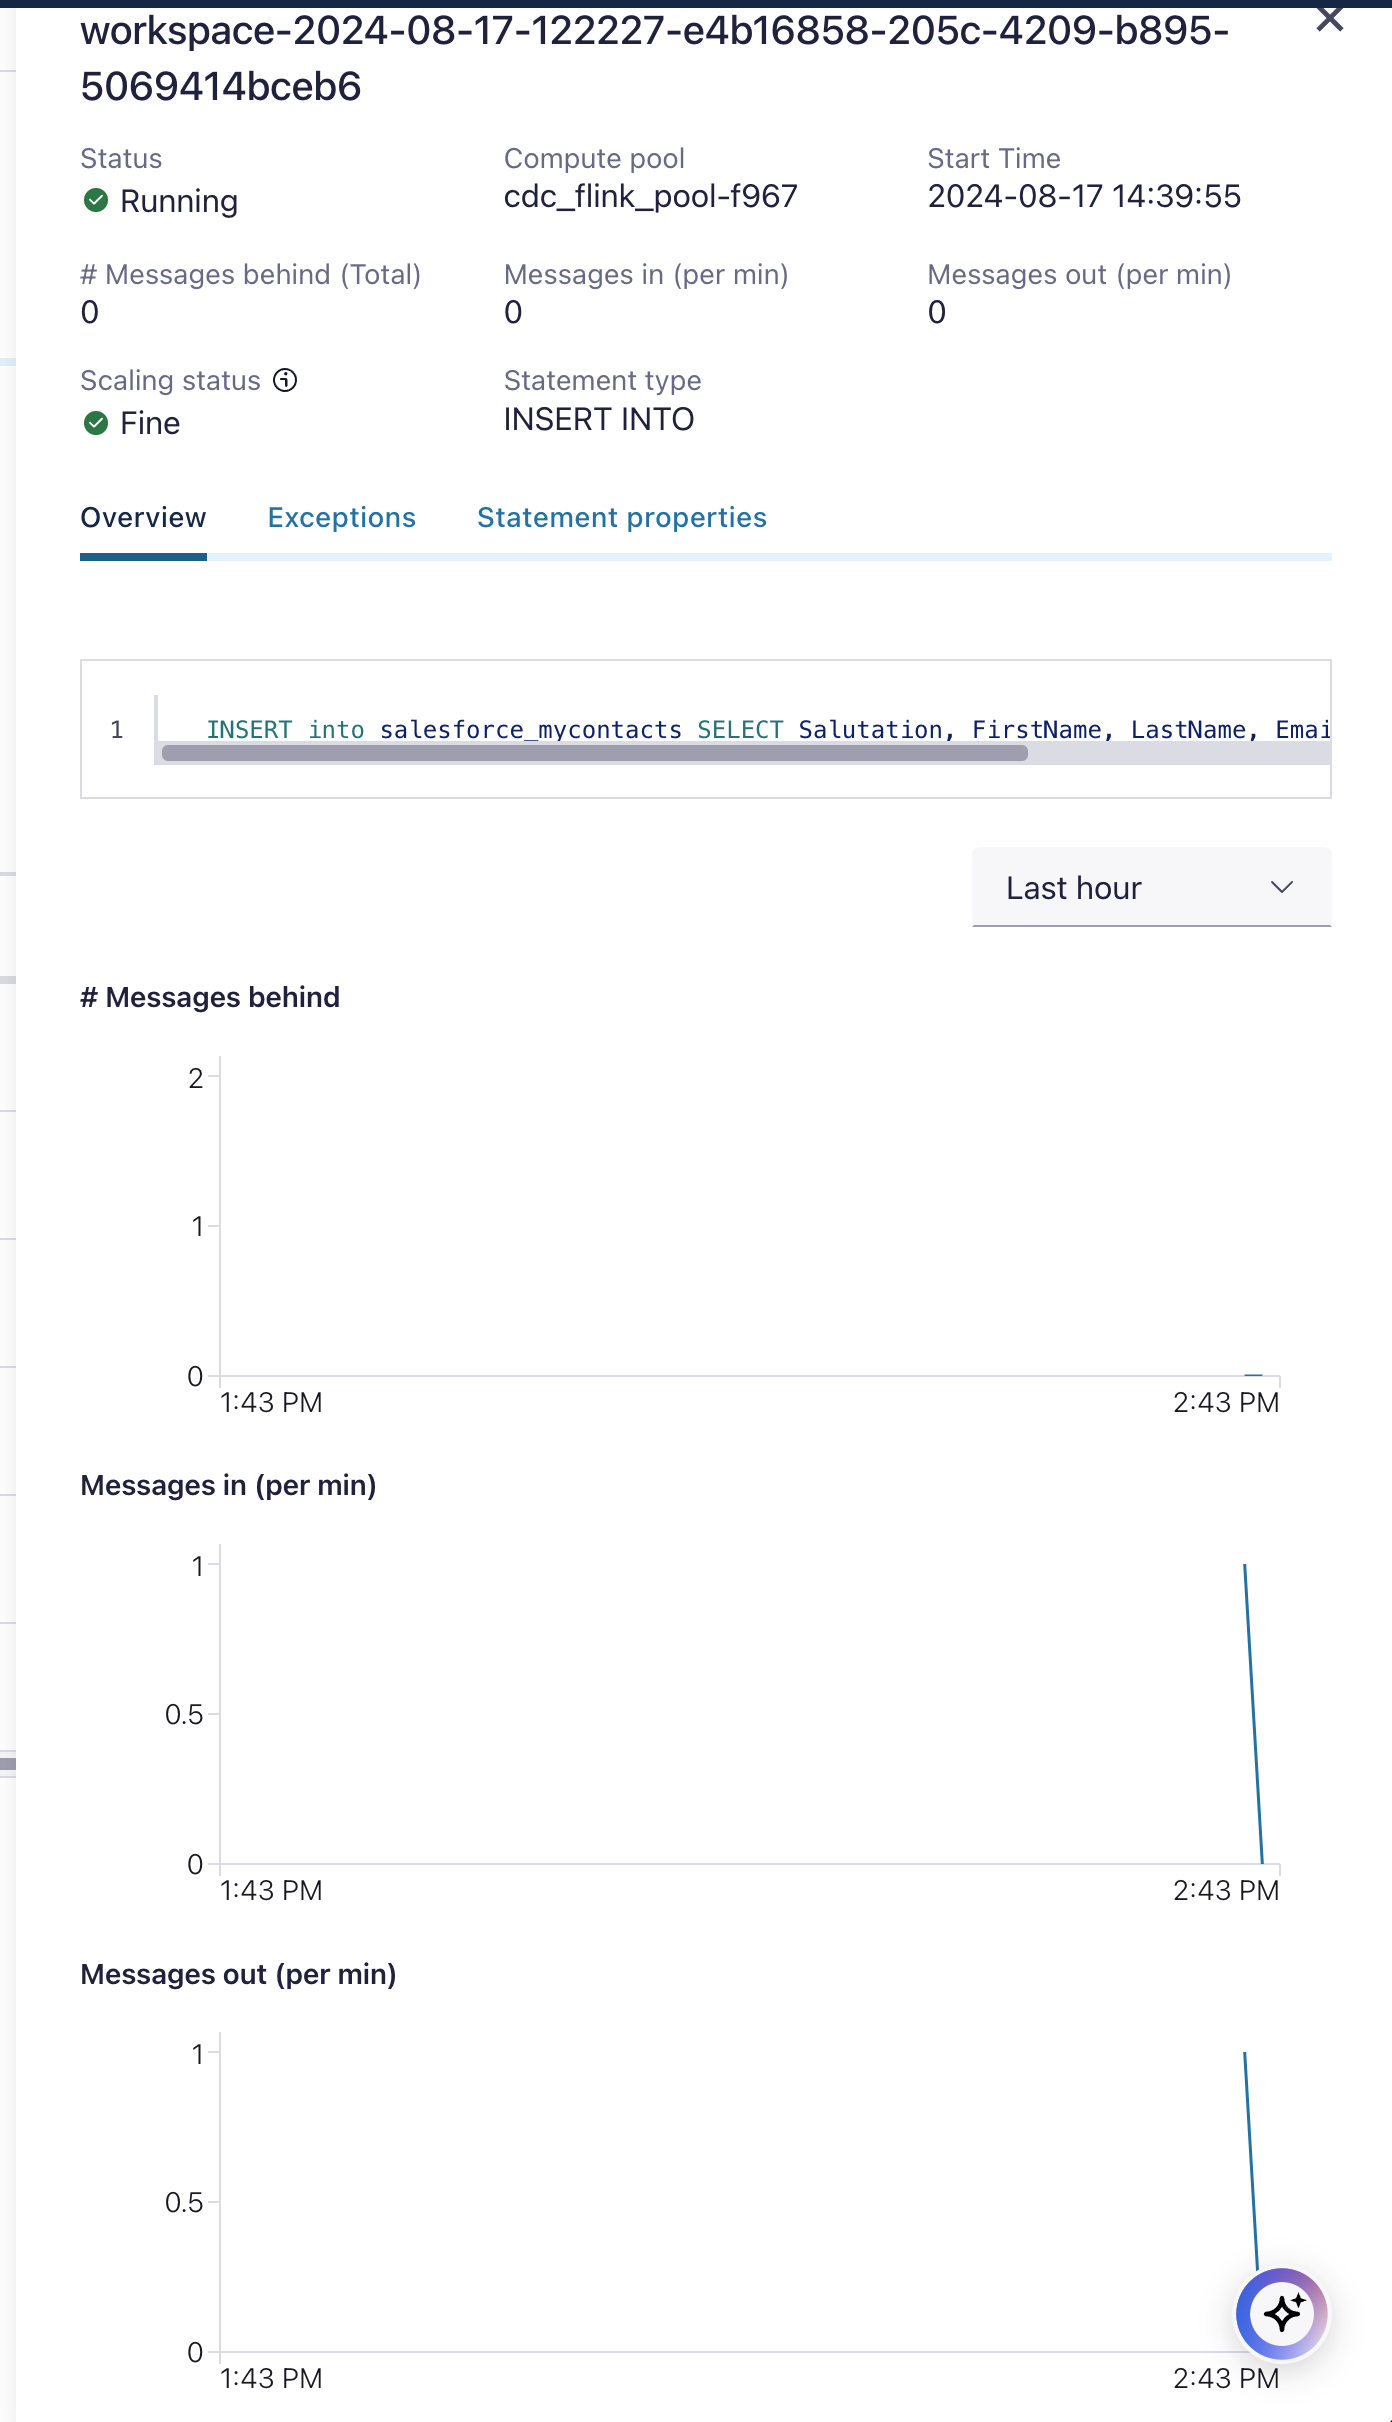 workspace-2024-08-17-122227-e4b16858-205c-4209-b895-
5069414bceb6
Status
Compute pool
Start Time
Running
cdc_flink_pool-f967
2024-08-17 14:39:55
# Messages behind (Total)
Messages in (per min)
Messages out (per min)
0
0
0
Scaling status
Statement type
Fine
INSERT INTO
Overview
Exceptions
Statement properties
1
INSERT into salesforce_mycontacts SELECT Salutation, FirstName, LastName, Emai
Last hour
# Messages behind
2
1
0
1:43 PM
2:43 PM
Messages in (per min)
1
0.5
0
1:43 PM
2:43 PM
Messages out (per min)
1
0.5
0
1:43 PM
2:43 PM